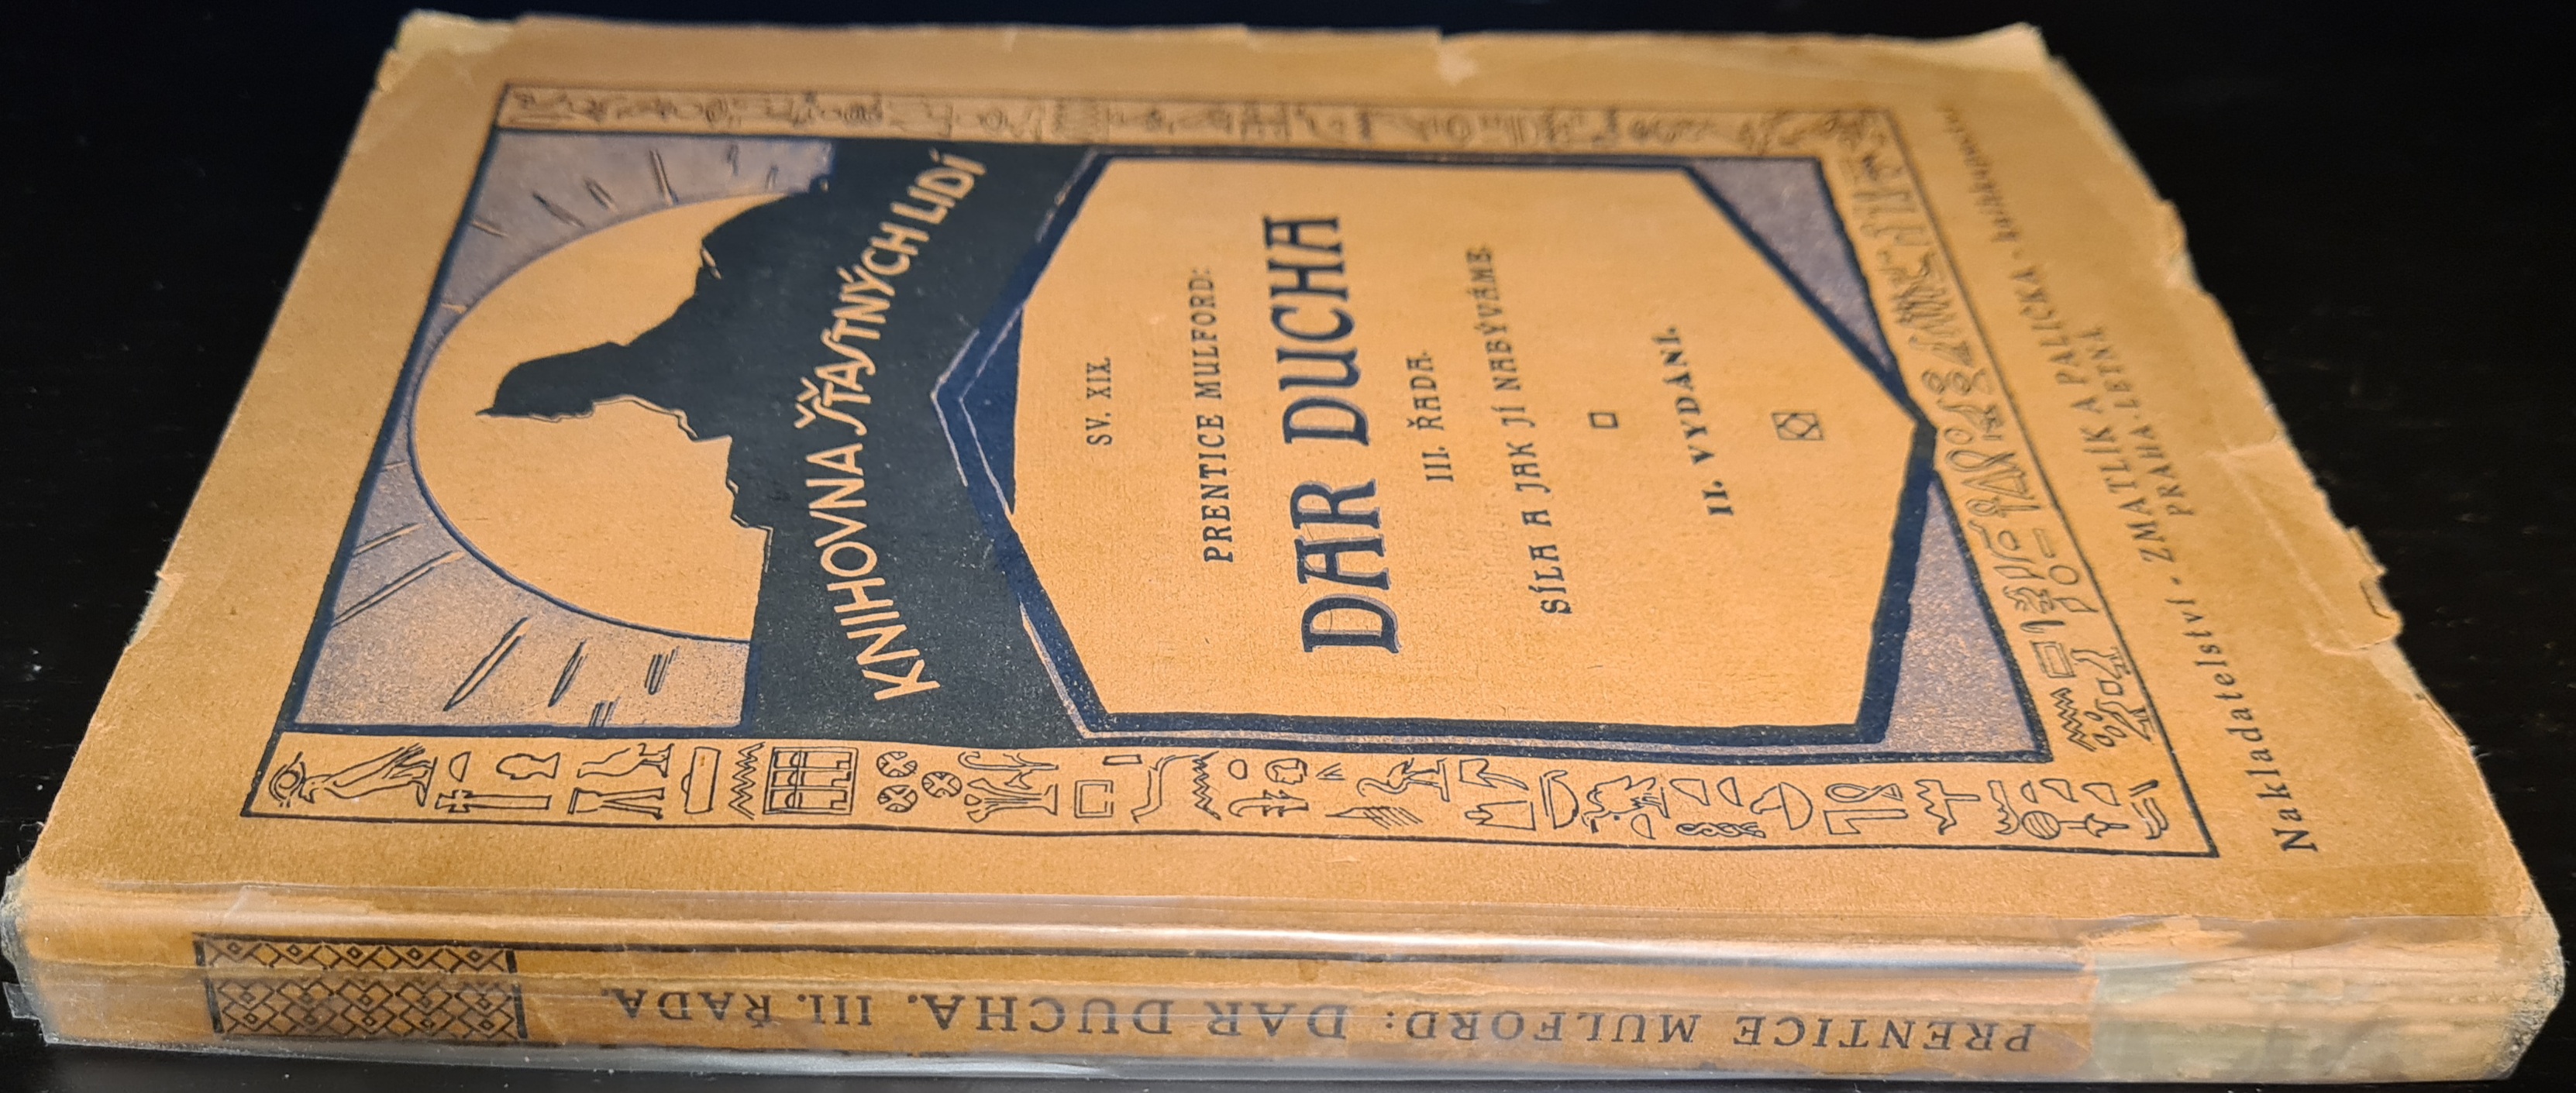 KNIHOVNA ŠŤASTNÝCH LIDÍ
SV. XIX.
PRENTICE MULFORD:
DAR DUCHA
III. ŘADA.
SÍLA A JAK JÍ NABÝVÁME.
II. VYDÁNÍ.
Nakladatelství - ZMATLÍK A PALIČKA - knihkupectví
PRAHA-LETNÁ
PRENTICE MULFORD: DAR DUCHA. III. ŘADA.